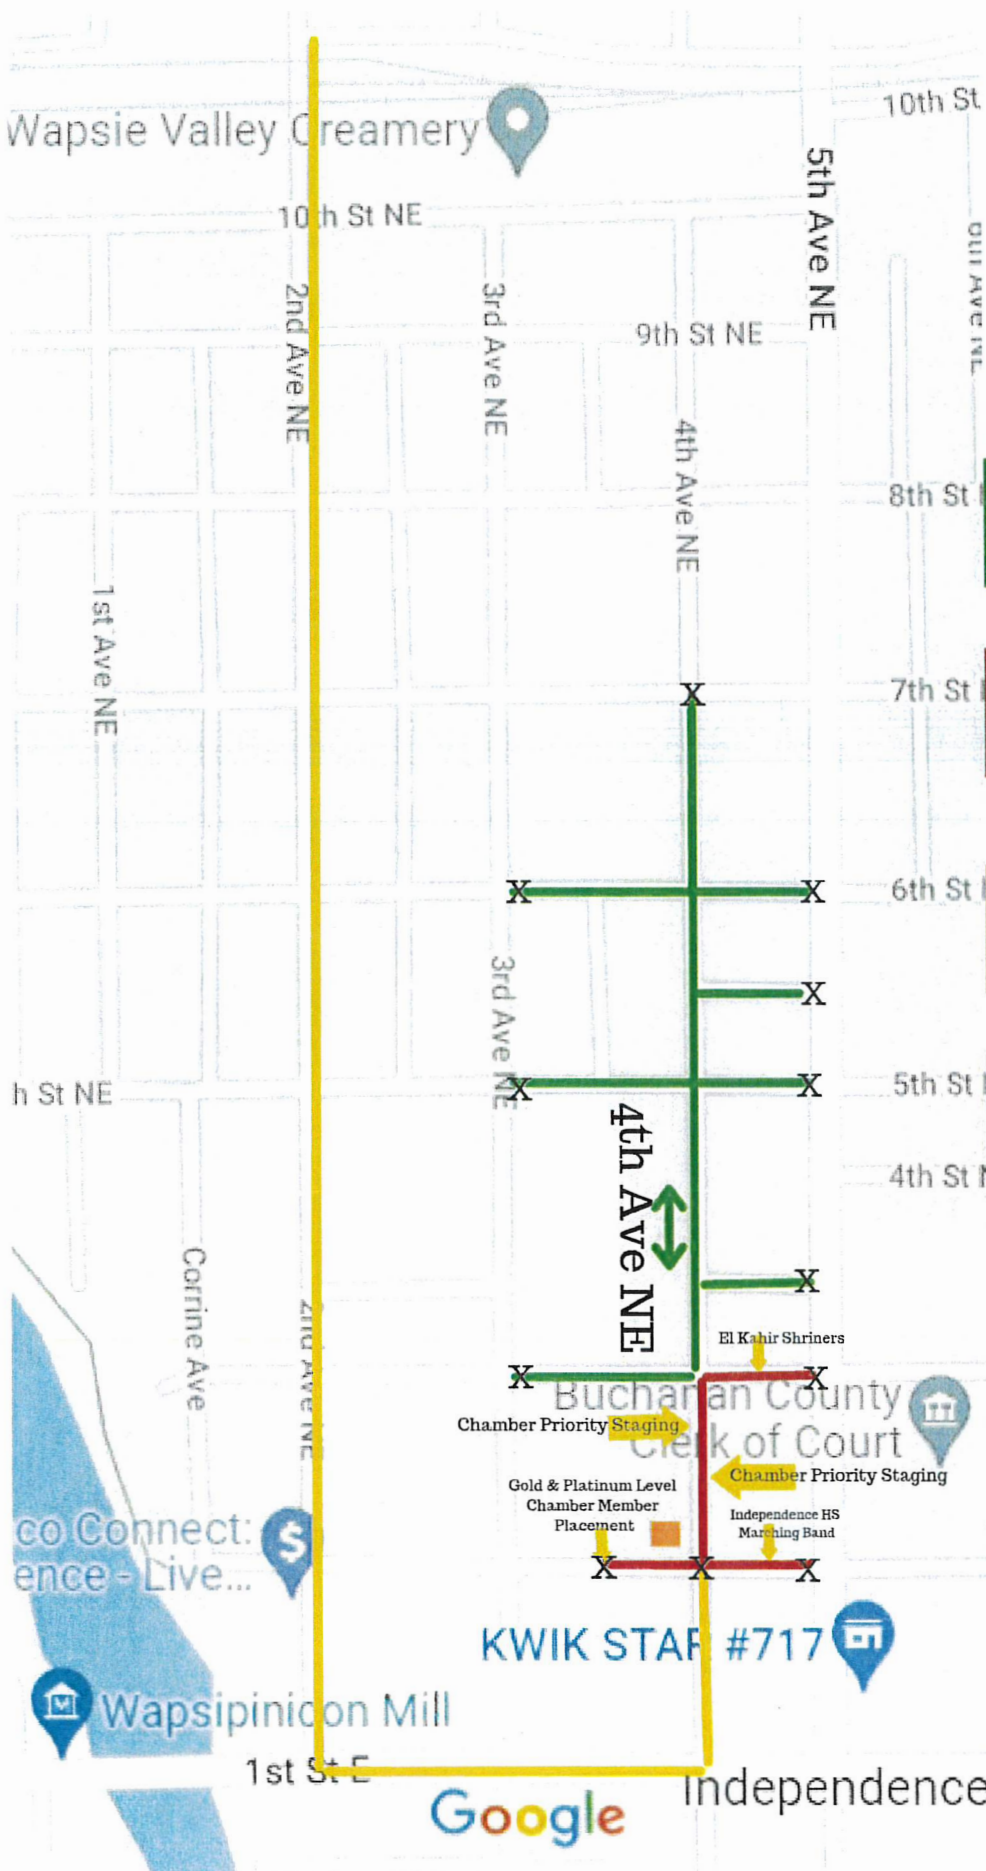 10th St
Wapsie Valley Creamery
5th Ave NE
10th St NE
2nd Ave NE
3rd Ave NE
9th St NE
4th Ave NE
8th St
1st Ave NE
7th St
X
6th St
X
X
3rd Ave NE
X
h St NE
X
X
5th St
4th Ave NE
4th St
Corrine Ave
2nd Ave NE
X
El Kahir Shriners
X
X
Buchanan County
Clerk of Court
Chamber Priority Staging
Chamber Priority Staging
Gold & Platinum Level
Chamber Member
Placement
Independence HS
Marching Band
co Connect:
ence - Live...
$
X
X
X
KWIK STAR #717
Wapsipinicon Mill
M
1st St E
Independence
Google